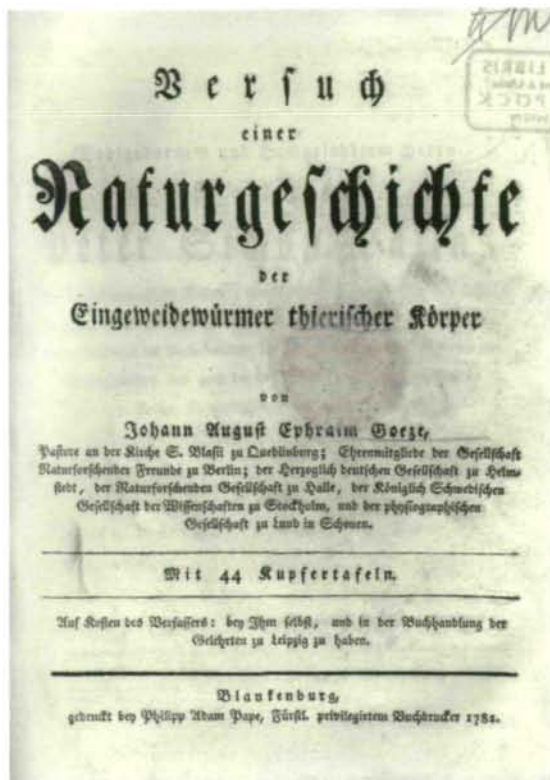 LIBRIS
Versuch
einer
Naturgeschichte
der
Eingeweidewürmer thierischer Körper
von
Johann August Ephraim Goeze,
Pastore an der Kirche S. Blasii zu Quedlinburg; Ehrenmitgliede der Gesellschaft
Naturforschender Freunde zu Berlin; der Herzoglich deutschen Gesellschaft zu Helm-
stedt, der Naturforschenden Gesellschaft zu Halle, der Königlich Schwedischen
Gesellschaft der Wissenschaften zu Stockholm, und der physiographischen
Gesellschaft zu Lund in Schonen.
Mit 44 Kupfertafeln.
Auf Kosten des Verfassers: bey Ihm selbst, und in der Buchhandlung der
Gelehrten zu Leipzig zu haben.
Blankenburg,
gedruckt bey Philipp Adam Pape, Fürstl. privilegirtem Buchdrucker 1782.